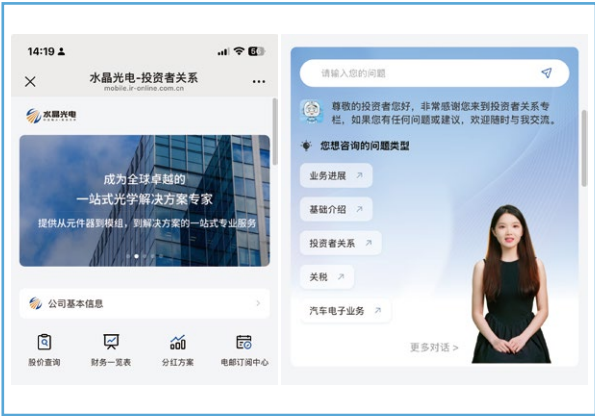 14:19
60
水晶光电-投资者关系
mobile.ir-online.com.cn
水晶光电
成为全球卓越的
一站式光学解决方案专家
提供从元件器到模组，到解决方案的一站式专业服务
公司基本信息
股价查询
财务一览表
分红方案
电邮订阅中心
请输入您的问题
尊敬的投资者您好，非常感谢您来到投资者关系专
栏，如果您有任何问题或建议，欢迎随时与我交流。
您想咨询的问题类型
业务进展
基础介绍
投资者关系
关税
汽车电子业务
更多对话 >